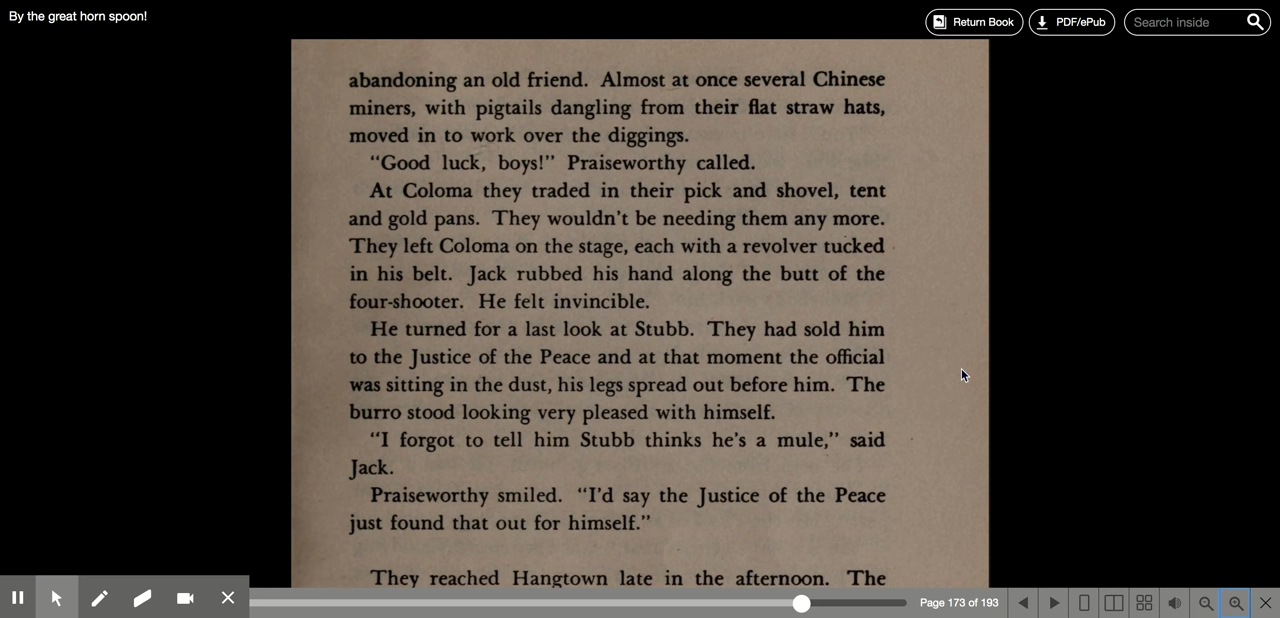 By the great horn spoon!
Return Book
PDF/ePub
Search inside
abandoning an old friend. Almost at once several Chinese
miners, with pigtails dangling from their flat straw hats,
moved in to work over the diggings.
"Good luck, boys!" Praiseworthy called.
At Coloma they traded in their pick and shovel, tent
and gold pans. They wouldn't be needing them any more.
They left Coloma on the stage, each with a revolver tucked
in his belt. Jack rubbed his hand along the butt of the
four-shooter. He felt invincible.
He turned for a last look at Stubb. They had sold him
to the Justice of the Peace and at that moment the official
was sitting in the dust, his legs spread out before him. The
burro stood looking very pleased with himself.
"I forgot to tell him Stubb thinks he's a mule," said
Jack.
Praiseworthy smiled. "I'd say the Justice of the Peace
just found that out for himself."
They reached Hangtown late in the afternoon. The
Page 173 of 193